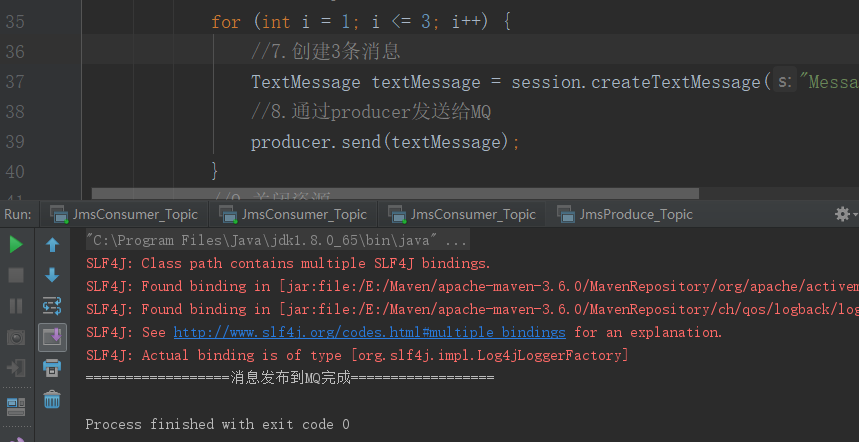 35 for (int i = 1; i <= 3; i++) {
36 //7.创建3条消息
37 TextMessage textMessage = session.createTextMessage( s: "Messa
38 //8.通过producer发送给MQ
39 producer.send(textMessage);
40 }
Run: JmsConsumer_Topic JmsConsumer_Topic JmsConsumer_Topic JmsProduce_Topic
"C:\Program Files\Java\jdk1.8.0_65\bin\java" ...
SLF4J: Class path contains multiple SLF4J bindings.
SLF4J: Found binding in [jar:file:/E:/Maven/apache-maven-3.6.0/MavenRepository/org/apache/activem
SLF4J: Found binding in [jar:file:/E:/Maven/apache-maven-3.6.0/MavenRepository/ch/qos/logback/log
SLF4J: See http://www.slf4j.org/codes.html#multiple_bindings for an explanation.
SLF4J: Actual binding is of type [org.slf4j.impl.Log4jLoggerFactory]
==================消息发布到MQ完成==================
Process finished with exit code 0